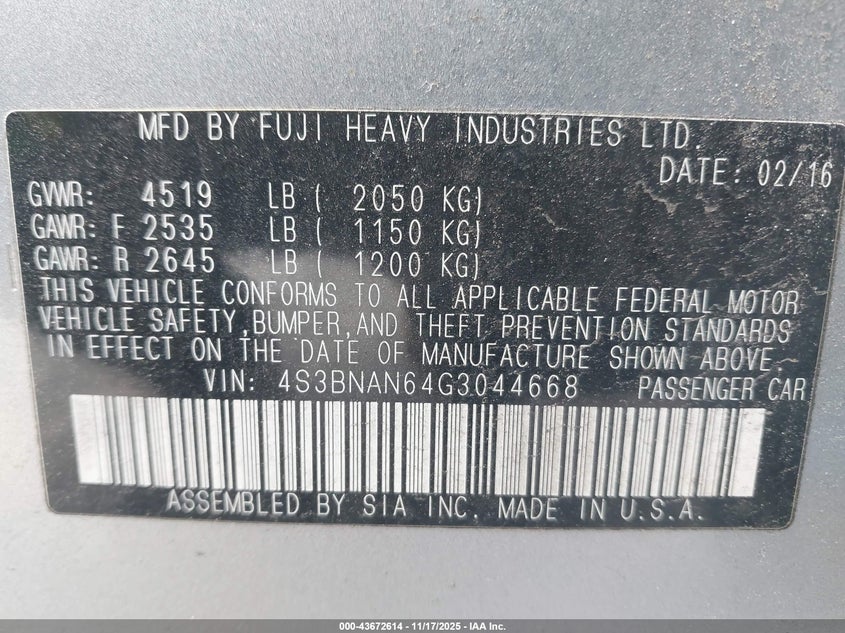 MFD BY FUJI HEAVY INDUSTRIES LTD.
DATE: 02/16
GVWR: 4519 LB ( 2050 KG)
GAWR: F 2535 LB ( 1150 KG)
GAWR: R 2645 LB ( 1200 KG)
THIS VEHICLE CONFORMS TO ALL APPLICABLE FEDERAL MOTOR
VEHICLE SAFETY, BUMPER, AND THEFT PREVENTION STANDARDS
IN EFFECT ON THE DATE OF MANUFACTURE SHOWN ABOVE.
VIN: 4S3BNAN64G3044668 PASSENGER CAR
ASSEMBLED BY SIA INC. MADE IN U.S.A.
000-43672614 - 11/17/2025 - IAA Inc.